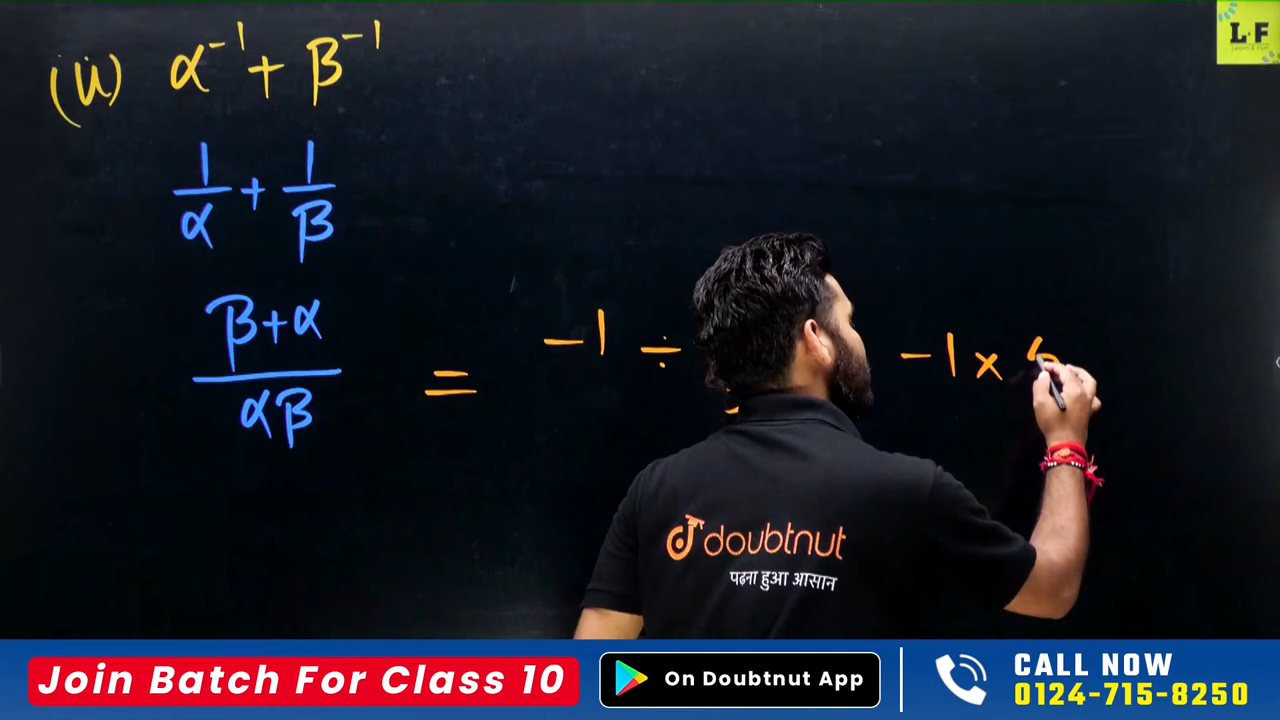 L.F
(ii) α⁻¹ + β⁻¹
1/α + 1/β
β+α/αβ = -1 ÷ -1 ×
doubtnut
पढ़ना हुआ आसान
Join Batch For Class 10
On Doubtnut App
CALL NOW
0124-715-8250